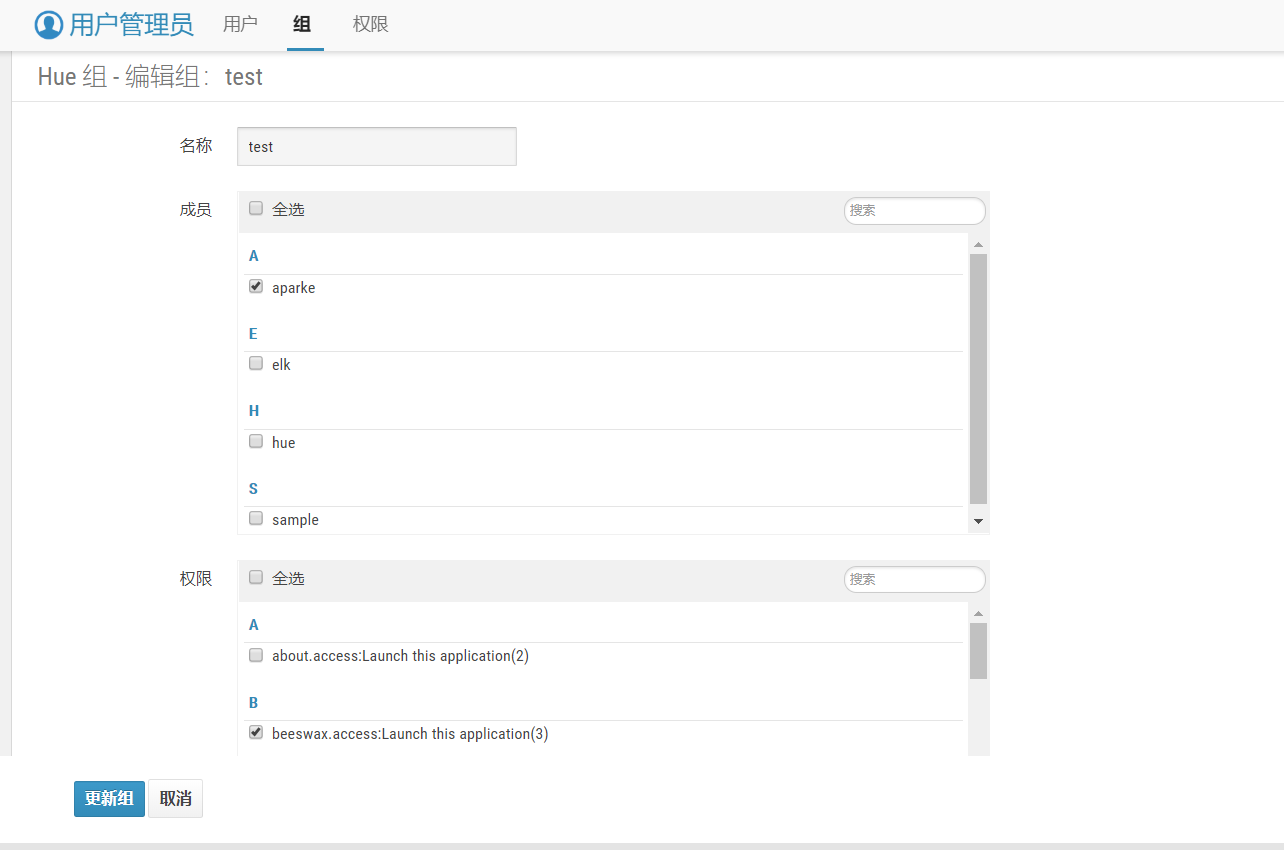 用户管理员 用户 组 权限
Hue 组 - 编辑组： test
名称 test
成员 全选 搜索
A
aparke
E
elk
H
hue
S
sample
权限 全选 搜索
A
about.access:Launch this application(2)
B
beeswax.access:Launch this application(3)
更新组 取消